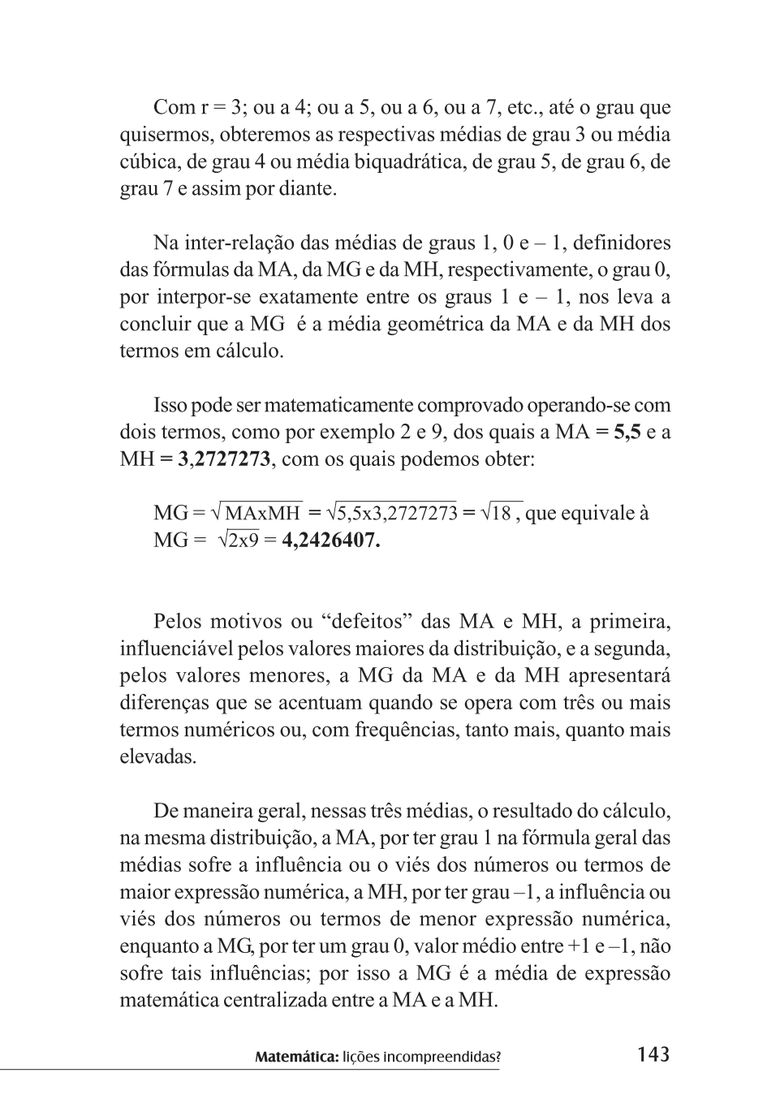 Com r = 3; ou a 4; ou a 5, ou a 6, ou a 7, etc., até o grau que
quisermos, obteremos as respectivas médias de grau 3 ou média
cúbica, de grau 4 ou média biquadrática, de grau 5, de grau 6, de
grau 7 e assim por diante.
Na inter-relação das médias de graus 1, 0 e – 1, definidores
das fórmulas da MA, da MG e da MH, respectivamente, o grau 0,
por interpor-se exatamente entre os graus 1 e – 1, nos leva a
concluir que a MG é a média geométrica da MA e da MH dos
termos em cálculo.
Isso pode ser matematicamente comprovado operando-se com
dois termos, como por exemplo 2 e 9, dos quais a MA = 5,5 e a
MH = 3,2727273, com os quais podemos obter:
MG = √ MAxMH = √5,5x3,2727273 = √18 , que equivale à
MG = √2x9 = 4,2426407.
Pelos motivos ou “defeitos” das MA e MH, a primeira,
influenciável pelos valores maiores da distribuição, e a segunda,
pelos valores menores, a MG da MA e da MH apresentará
diferenças que se acentuam quando se opera com três ou mais
termos numéricos ou, com frequências, tanto mais, quanto mais
elevadas.
De maneira geral, nessas três médias, o resultado do cálculo,
na mesma distribuição, a MA, por ter grau 1 na fórmula geral das
médias sofre a influência ou o viés dos números ou termos de
maior expressão numérica, a MH, por ter grau –1, a influência ou
viés dos números ou termos de menor expressão numérica,
enquanto a MG, por ter um grau 0, valor médio entre +1 e –1, não
sofre tais influências; por isso a MG é a média de expressão
matemática centralizada entre a MA e a MH.
Matemática: lições incompreendidas? 143